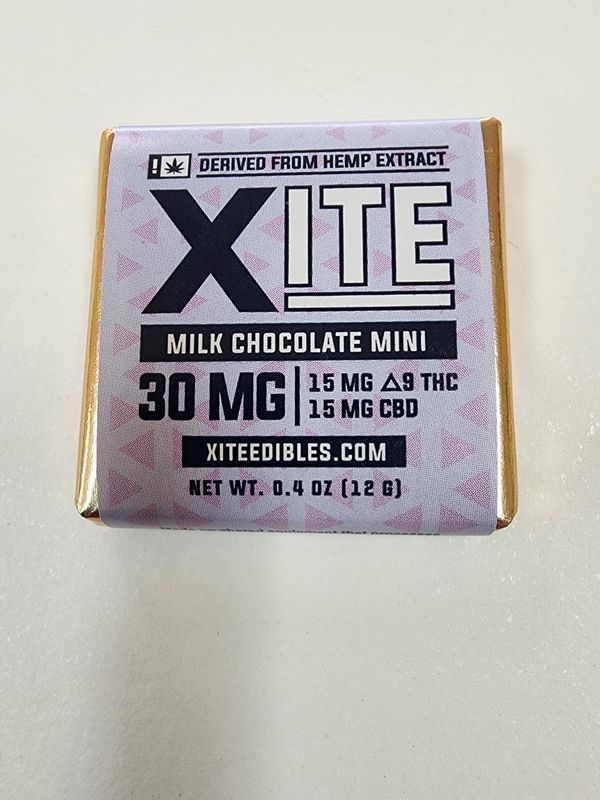 ! DERIVED FROM HEMP EXTRACT
XITE
MILK CHOCOLATE MINI
30 MG
15 MG Δ9 THC
15 MG CBD
XITEEDIBLES.COM
NET WT. 0.4 OZ (12 G)